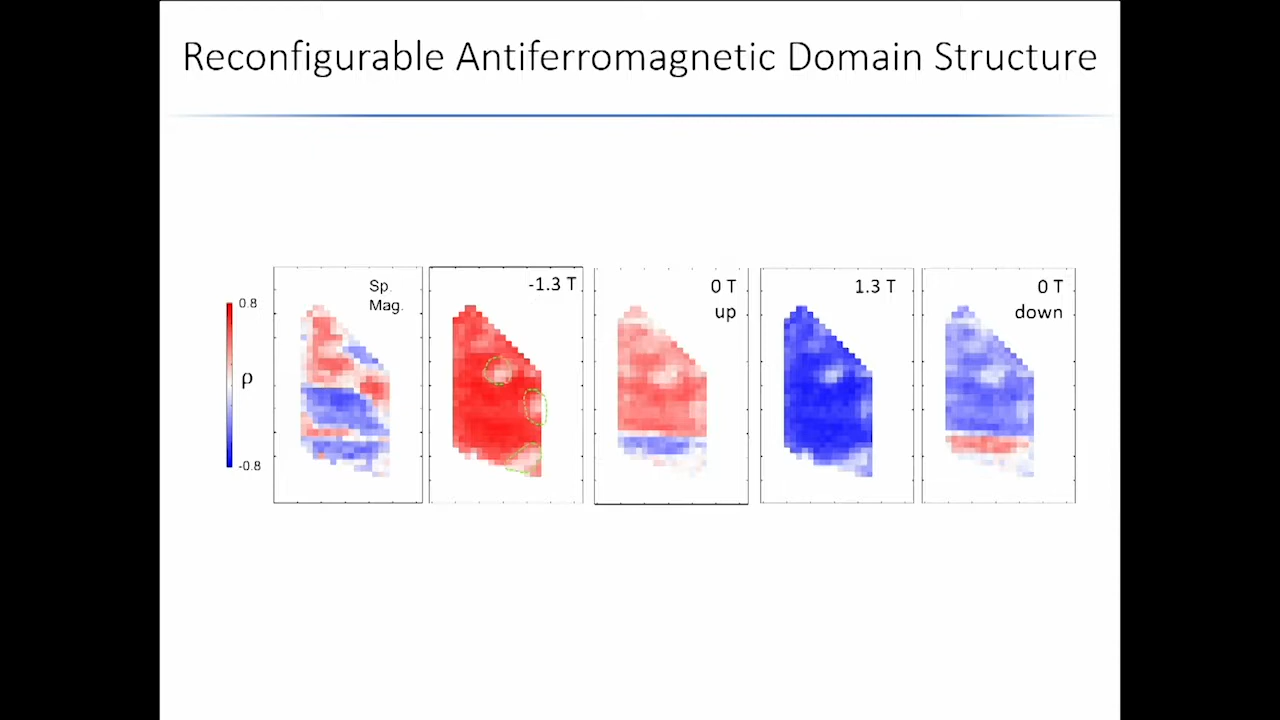 Reconfigurable Antiferromagnetic Domain Structure
0.8
ρ
-0.8
Sp.
Mag.
-1.3 T
0 T
up
1.3 T
0 T
down